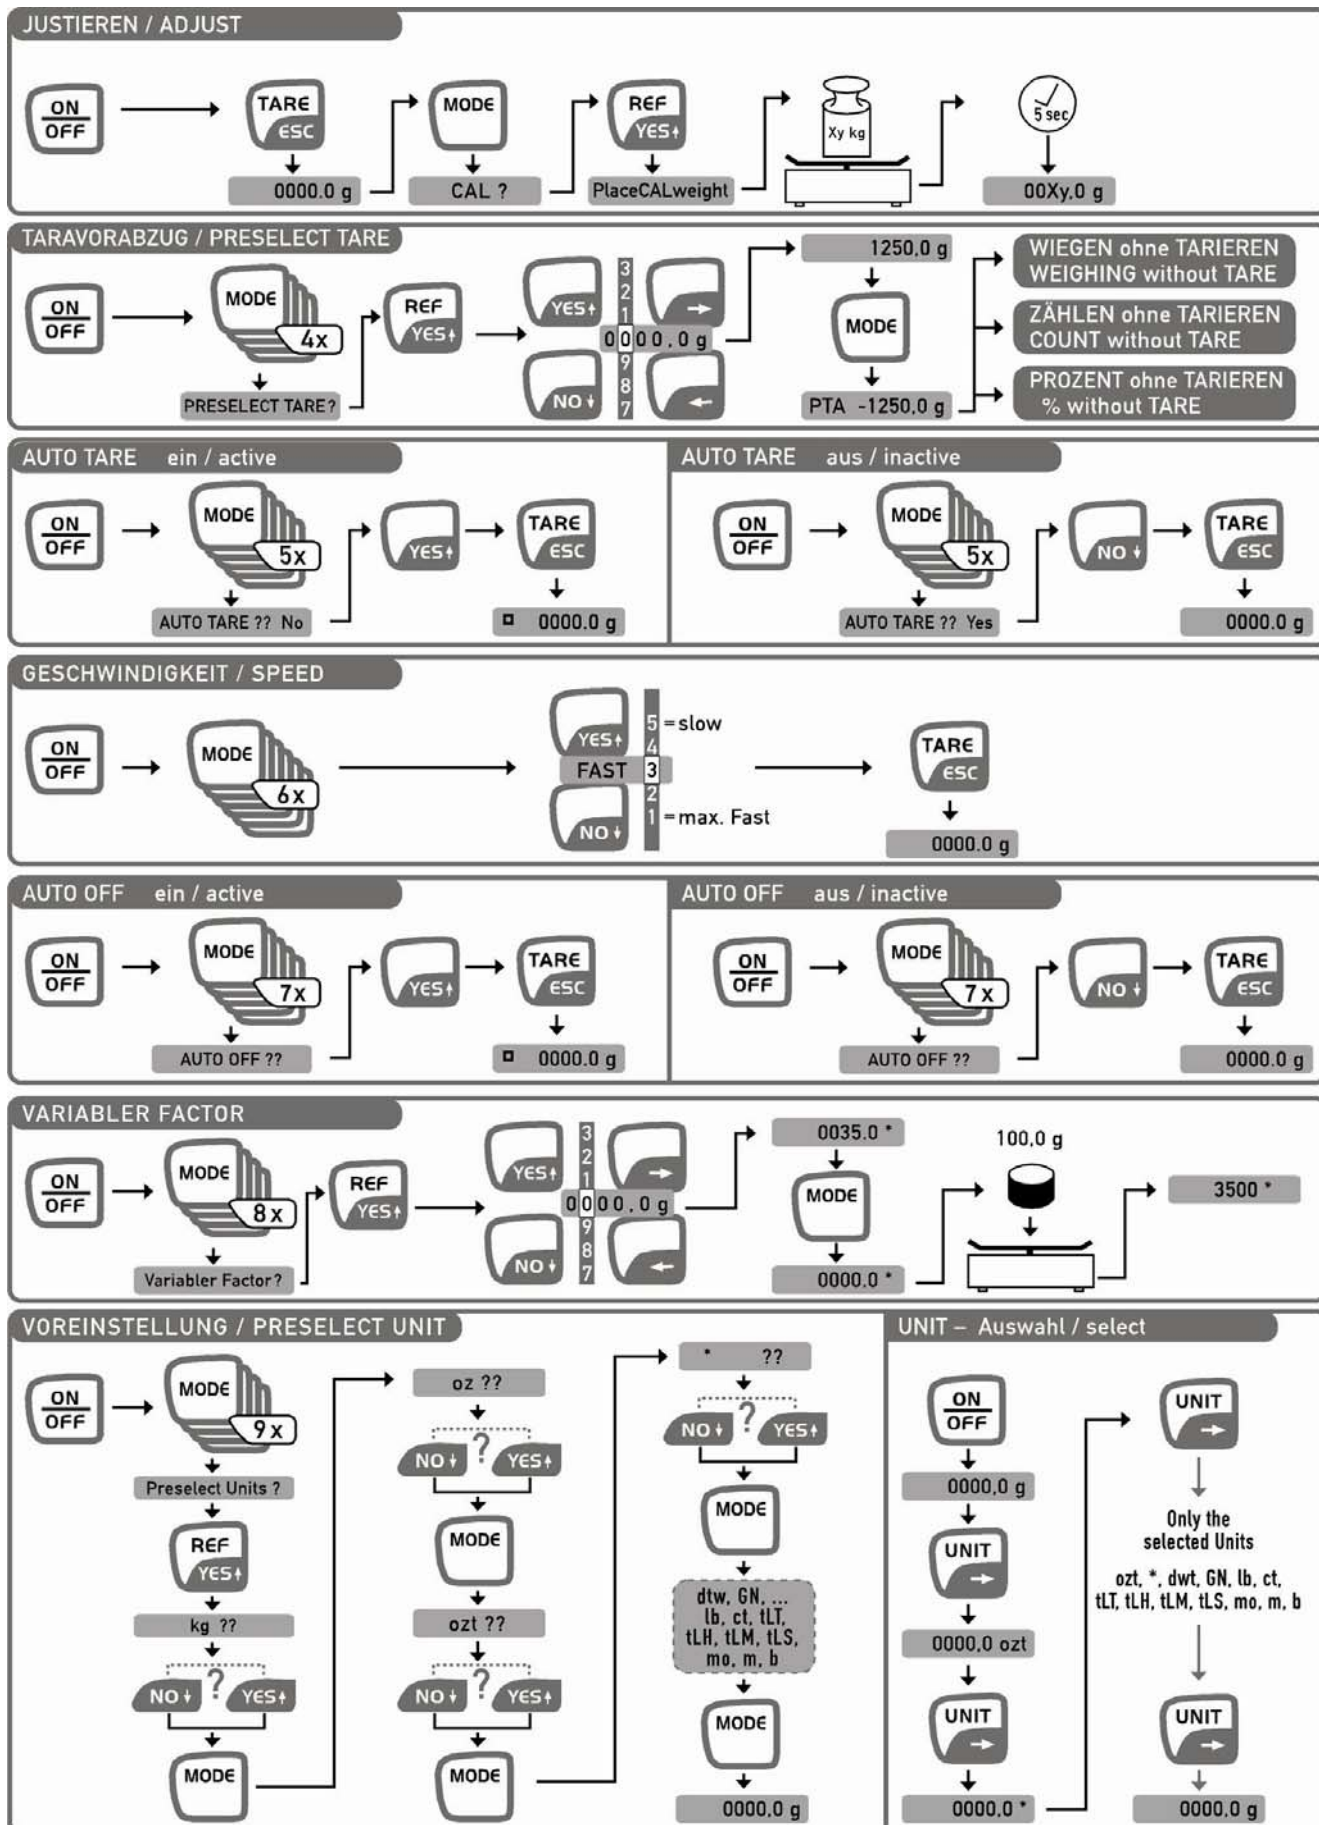 JUSTIEREN / ADJUST
ON
OFF
TARE
ESC
0000.0 g
MODE
CAL ?
REF
YES↑
PlaceCALweight
Xy kg
5 sec
00Xy,0 g
TARAVORABZUG / PRESELECT TARE
ON
OFF
MODE
4x
PRESELECT TARE?
REF
YES↑
YES↑
→
3
2
1
0000,0 g
9
8
7
NO↓
←
1250,0 g
MODE
PTA -1250,0 g
WIEGEN ohne TARIEREN
WEIGHING without TARE
ZÄHLEN ohne TARIEREN
COUNT without TARE
PROZENT ohne TARIEREN
% without TARE
AUTO TARE ein / active
ON
OFF
MODE
5x
AUTO TARE ?? No
YES↑
TARE
ESC
0000.0 g
AUTO TARE aus / inactive
ON
OFF
MODE
5x
AUTO TARE ?? Yes
NO↓
TARE
ESC
0000.0 g
GESCHWINDIGKEIT / SPEED
ON
OFF
MODE
6x
YES↑
5 = slow
4
FAST 3
2
1 = max. Fast
NO↓
TARE
ESC
0000.0 g
AUTO OFF ein / active
ON
OFF
MODE
7x
AUTO OFF ??
YES↑
TARE
ESC
0000.0 g
AUTO OFF aus / inactive
ON
OFF
MODE
7x
AUTO OFF ??
NO↓
TARE
ESC
0000.0 g
VARIABLER FACTOR
ON
OFF
MODE
8x
Variabler Factor?
REF
YES↑
YES↑
→
3
2
1
0000,0 g
9
8
7
NO↓
←
0035.0 *
MODE
0000.0 *
100,0 g
3500 *
VOREINSTELLUNG / PRESELECT UNIT
ON
OFF
MODE
9x
Preselect Units ?
REF
YES↑
kg ??
?
NO↓ YES↑
MODE
oz ??
?
NO↓ YES↑
MODE
ozt ??
?
NO↓ YES↑
MODE
* ??
?
NO↓ YES↑
MODE
dtw, GN, ...
lb, ct, tLT,
tLH, tLM, tLS,
mo, m, b
MODE
0000,0 g
UNIT – Auswahl / select
ON
OFF
0000,0 g
UNIT
→
0000,0 ozt
UNIT
→
0000,0 *
UNIT
→
Only the
selected Units
ozt, *, dwt, GN, lb, ct,
tLT, tLH, tLM, tLS, mo, m, b
UNIT
→
0000,0 g